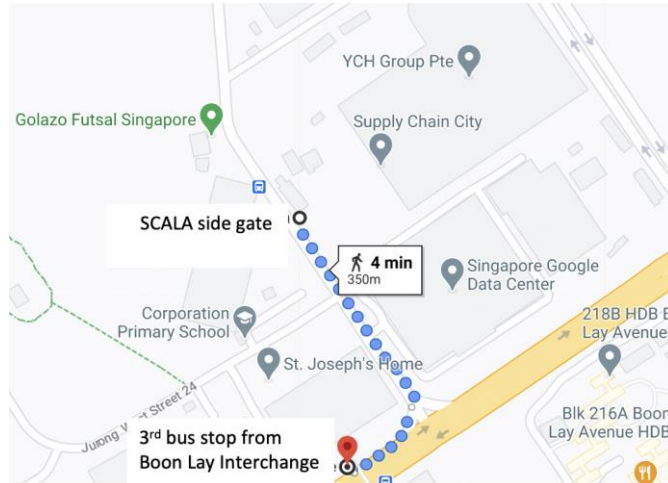 YCH Group Pte
Golazo Futsal Singapore
Supply Chain City
SCALA side gate
4 min
350m
Singapore Google
Data Center
Corporation
Primary School
218B HDB B
Lay Avenue
St. Joseph's Home
Jurong West Street 24
Blk 216A Boon
Lay Avenue HDB
3rd bus stop from
Boon Lay Interchange